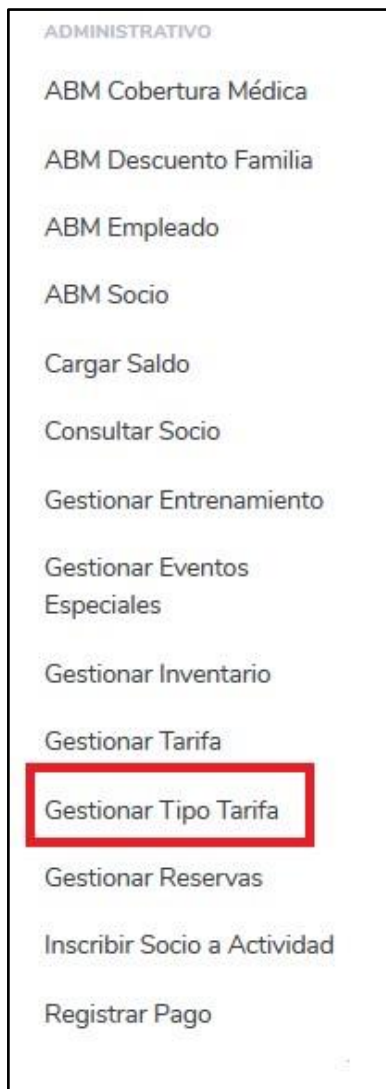 ADMINISTRATIVO
ABM Cobertura Médica
ABM Descuento Familia
ABM Empleado
ABM Socio
Cargar Saldo
Consultar Socio
Gestionar Entrenamiento
Gestionar Eventos
Especiales
Gestionar Inventario
Gestionar Tarifa
Gestionar Tipo Tarifa
Gestionar Reservas
Inscribir Socio a Actividad
Registrar Pago